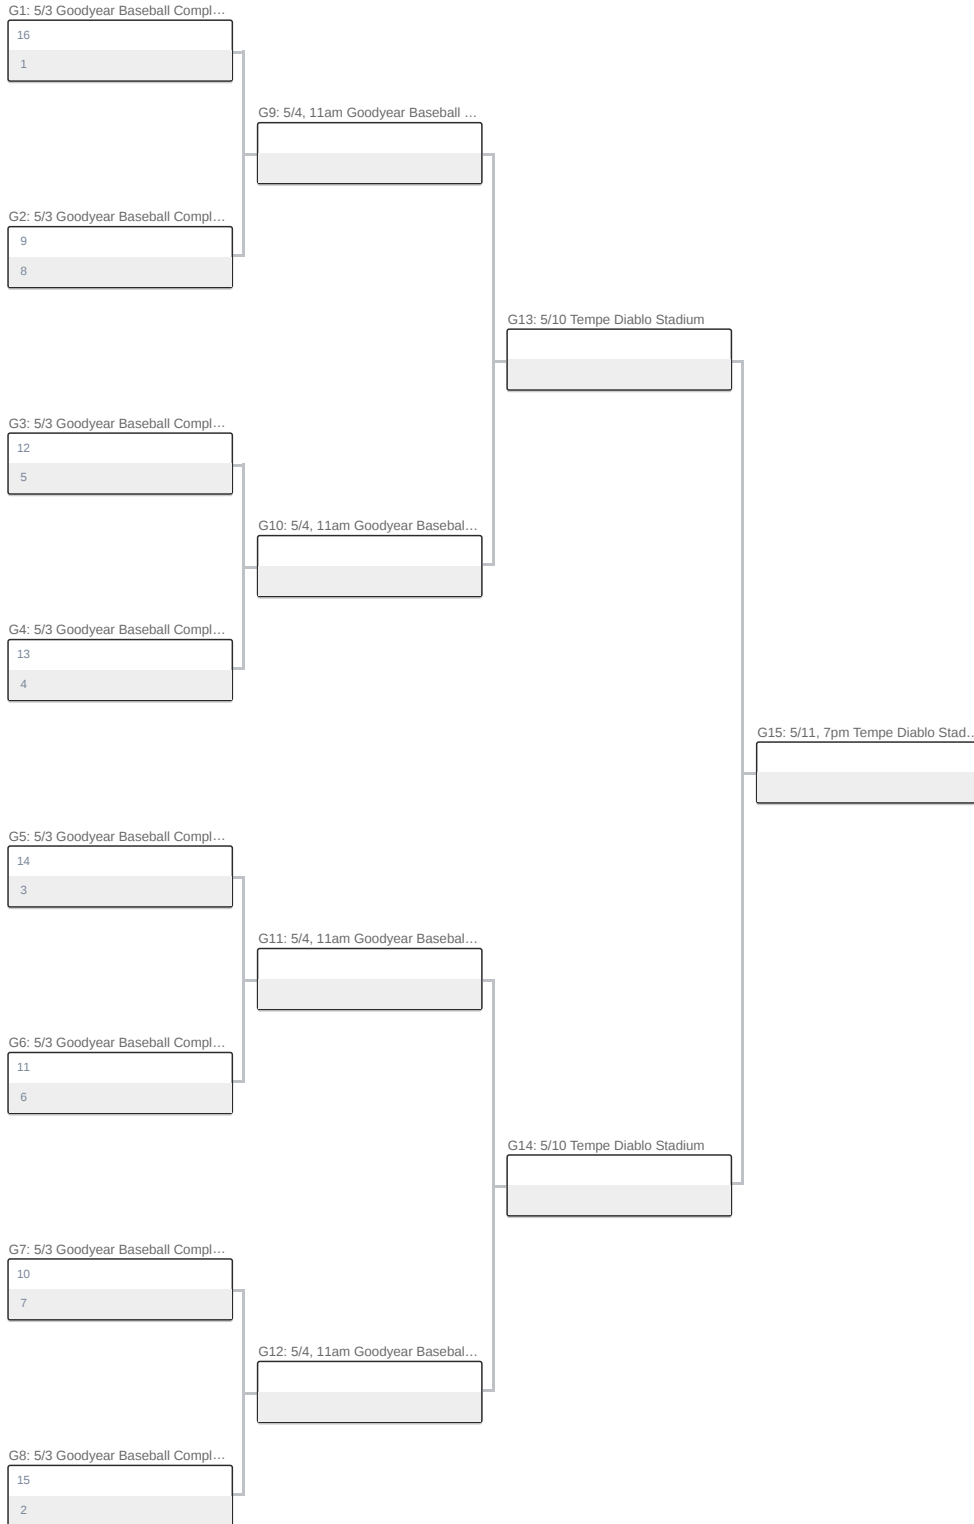 G1: 5/3 Goodyear Baseball Compl…
16
1
G9: 5/4, 11am Goodyear Baseball …
G2: 5/3 Goodyear Baseball Compl…
9
8
G13: 5/10 Tempe Diablo Stadium
G3: 5/3 Goodyear Baseball Compl…
12
5
G10: 5/4, 11am Goodyear Basebal…
G4: 5/3 Goodyear Baseball Compl…
13
4
G15: 5/11, 7pm Tempe Diablo Stad…
G5: 5/3 Goodyear Baseball Compl…
14
3
G11: 5/4, 11am Goodyear Basebal…
G6: 5/3 Goodyear Baseball Compl…
11
6
G14: 5/10 Tempe Diablo Stadium
G7: 5/3 Goodyear Baseball Compl…
10
7
G12: 5/4, 11am Goodyear Basebal…
G8: 5/3 Goodyear Baseball Compl…
15
2